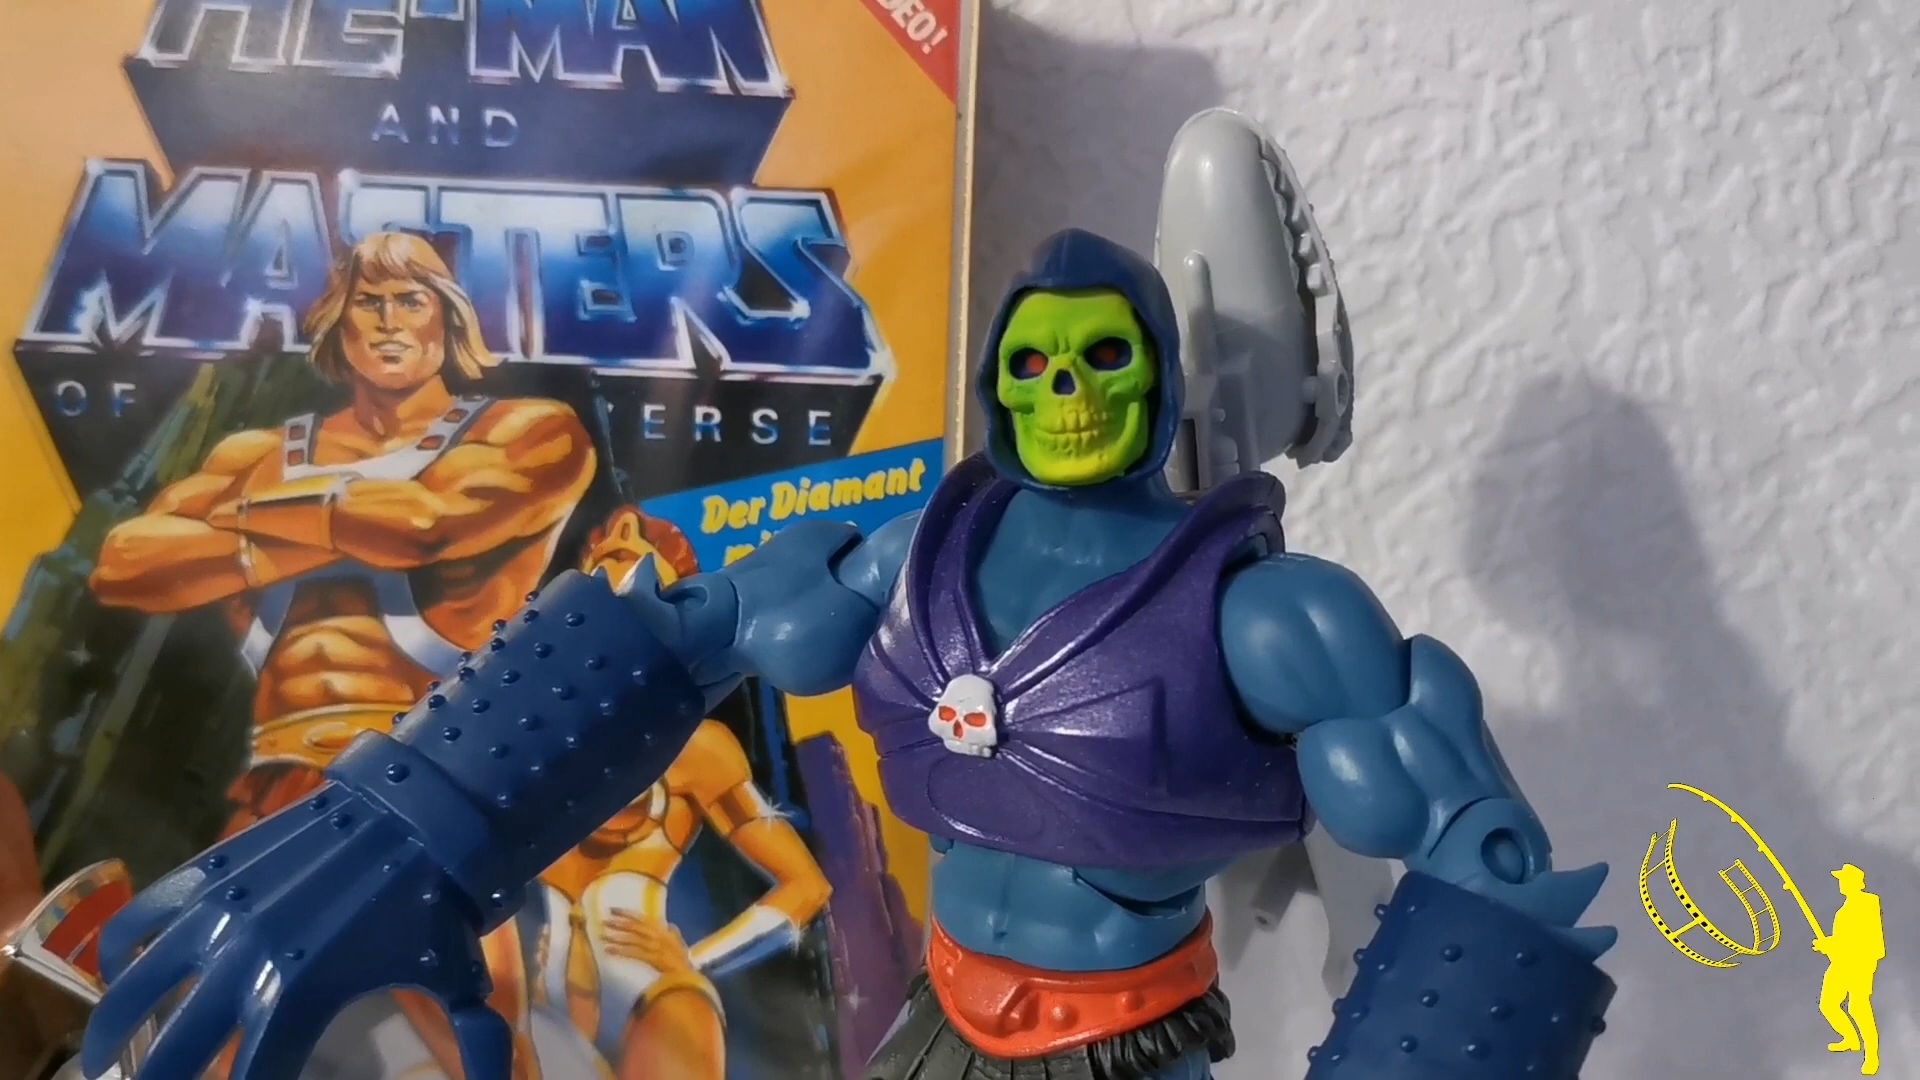 HE-MAN
DEO!
AND
MASTERS
OF
ERSE
Der Diamant